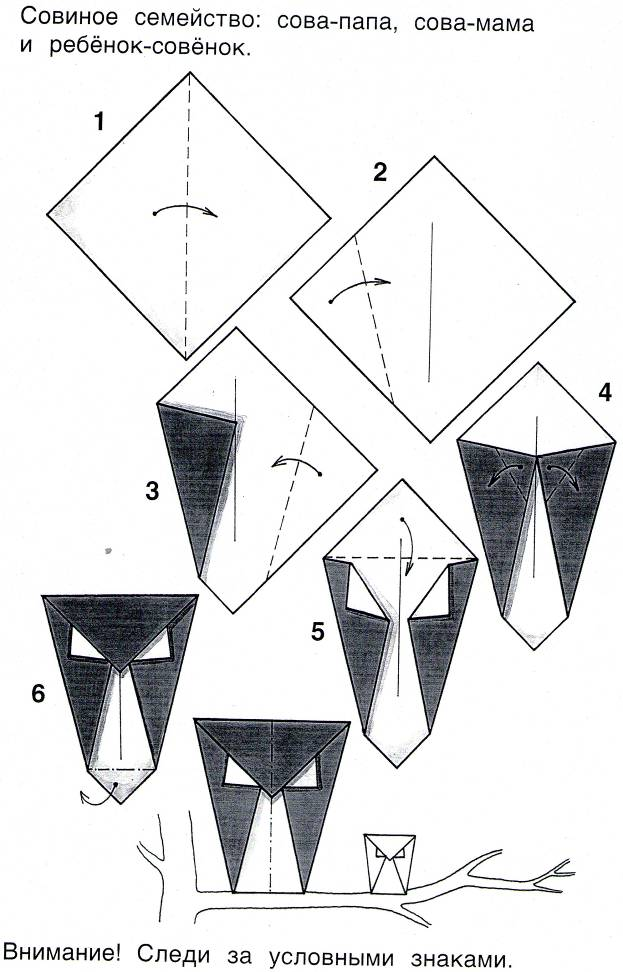 Совиное семейство: сова-папа, сова-мама
и ребёнок-совёнок.
1
2
3
4
5
6
Внимание! Следи за условными знаками.